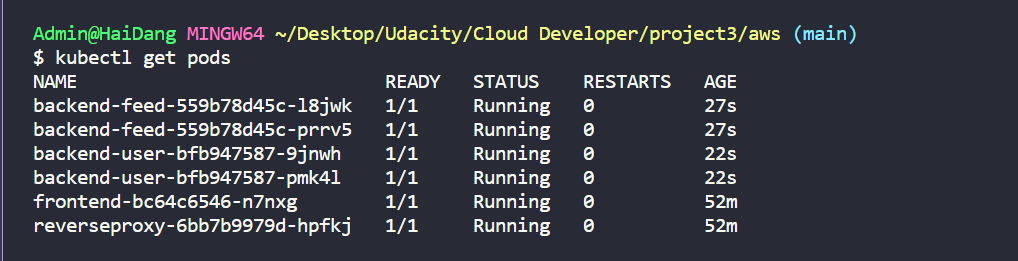 Admin@HaiDang MINGW64 ~/Desktop/Udacity/Cloud Developer/project3/aws (main)
$ kubectl get pods
NAME READY STATUS RESTARTS AGE
backend-feed-559b78d45c-l8jwk 1/1 Running 0 27s
backend-feed-559b78d45c-prrv5 1/1 Running 0 27s
backend-user-bfb947587-9jnwh 1/1 Running 0 22s
backend-user-bfb947587-pmk4l 1/1 Running 0 22s
frontend-bc64c6546-n7nxg 1/1 Running 0 52m
reverseproxy-6bb7b9979d-hpfkj 1/1 Running 0 52m